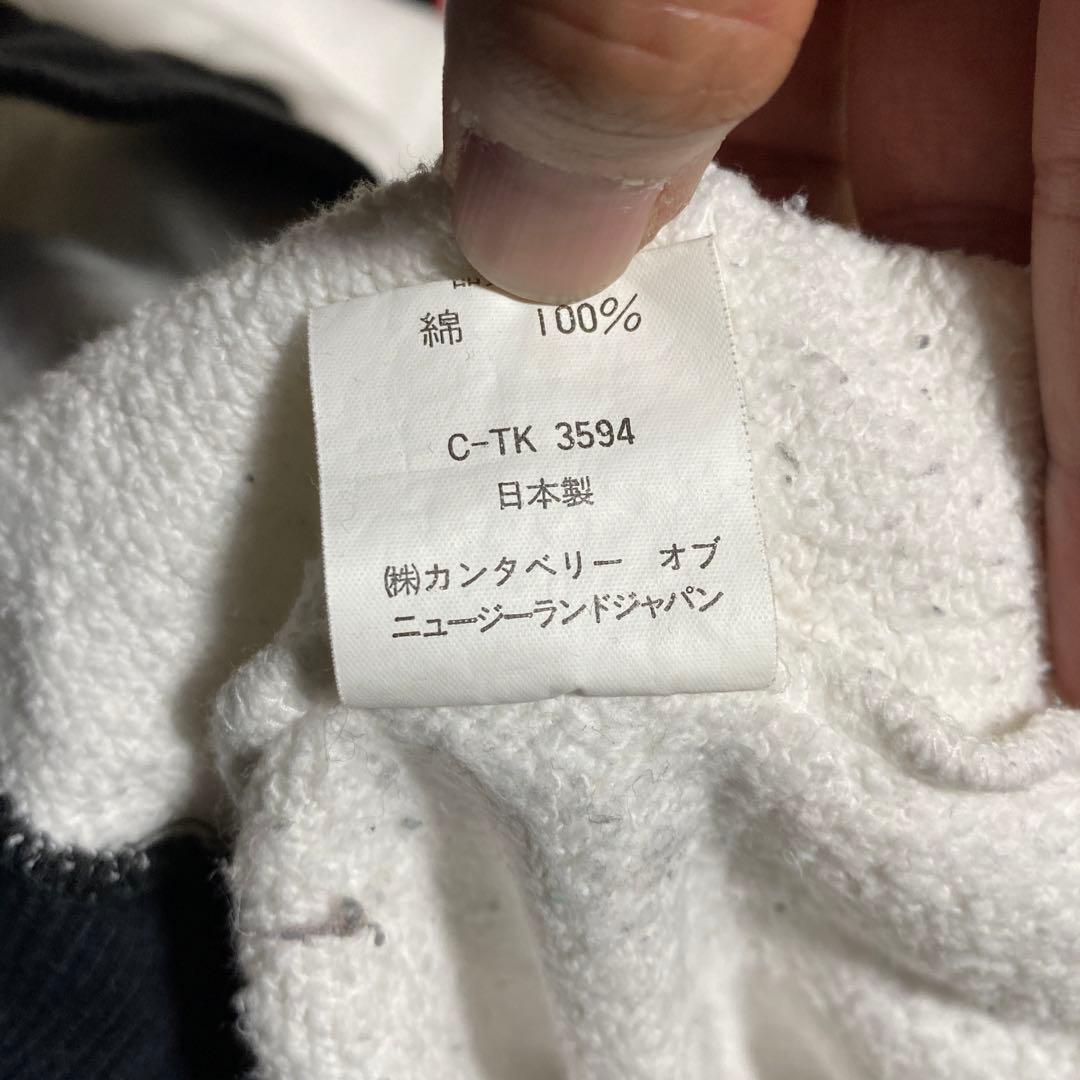 綿 100%
C-TK 3594
日本製
㈱カンタベリー オブ
ニュージーランドジャパン